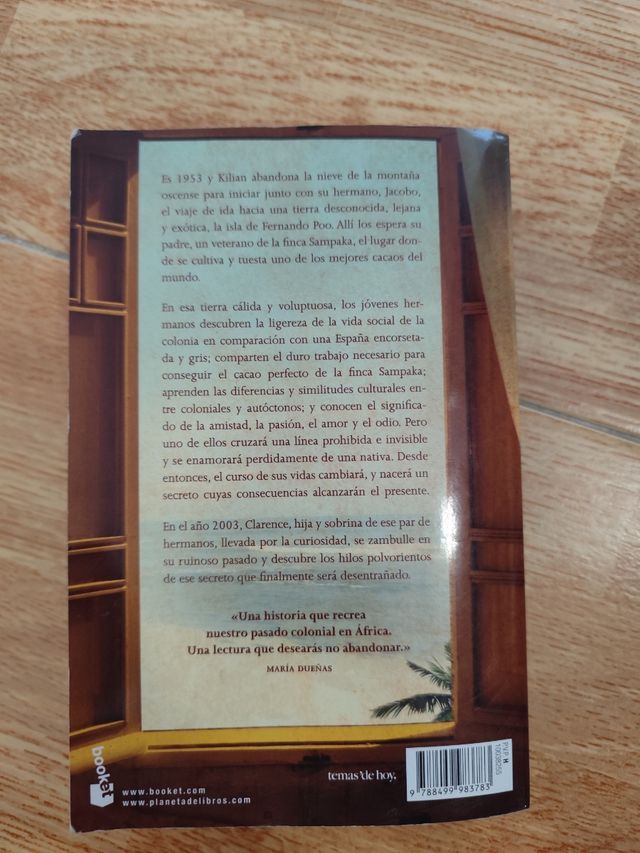 Es 1953 y Kilian abandona la nieve de la montaña
oscense para iniciar junto con su hermano, Jacobo,
el viaje de ida hacia una tierra desconocida, lejana
y exótica, la isla de Fernando Poo. Allí los espera su
padre, un veterano de la finca Sampaka, el lugar don-
de se cultiva y tuesta uno de los mejores cacaos del
mundo.
En esa tierra cálida y voluptuosa, los jóvenes her-
manos descubren la ligereza de la vida social de la
colonia en comparación con una España encorseta-
da y gris; comparten el duro trabajo necesario para
conseguir el cacao perfecto de la finca Sampaka;
aprenden las diferencias y similitudes culturales en-
tre coloniales y autóctonos; y conocen el significa-
do de la amistad, la pasión, el amor y el odio. Pero
uno de ellos cruzará una línea prohibida e invisible
y se enamorará perdidamente de una nativa. Desde
entonces, el curso de sus vidas cambiará, y nacerá un
secreto cuyas consecuencias alcanzarán el presente.
En el año 2003, Clarence, hija y sobrina de ese par de
hermanos, llevada por la curiosidad, se zambulle en
su ruinoso pasado y descubre los hilos polvorientos
de ese secreto que finalmente será desentrañado.
«Una historia que recrea
nuestro pasado colonial en África.
Una lectura que desearás no abandonar.»
MARÍA DUEÑAS
booket
www.booket.com
www.planetadelibros.com
temas'de hoy.
PVP H
9 788499 983783